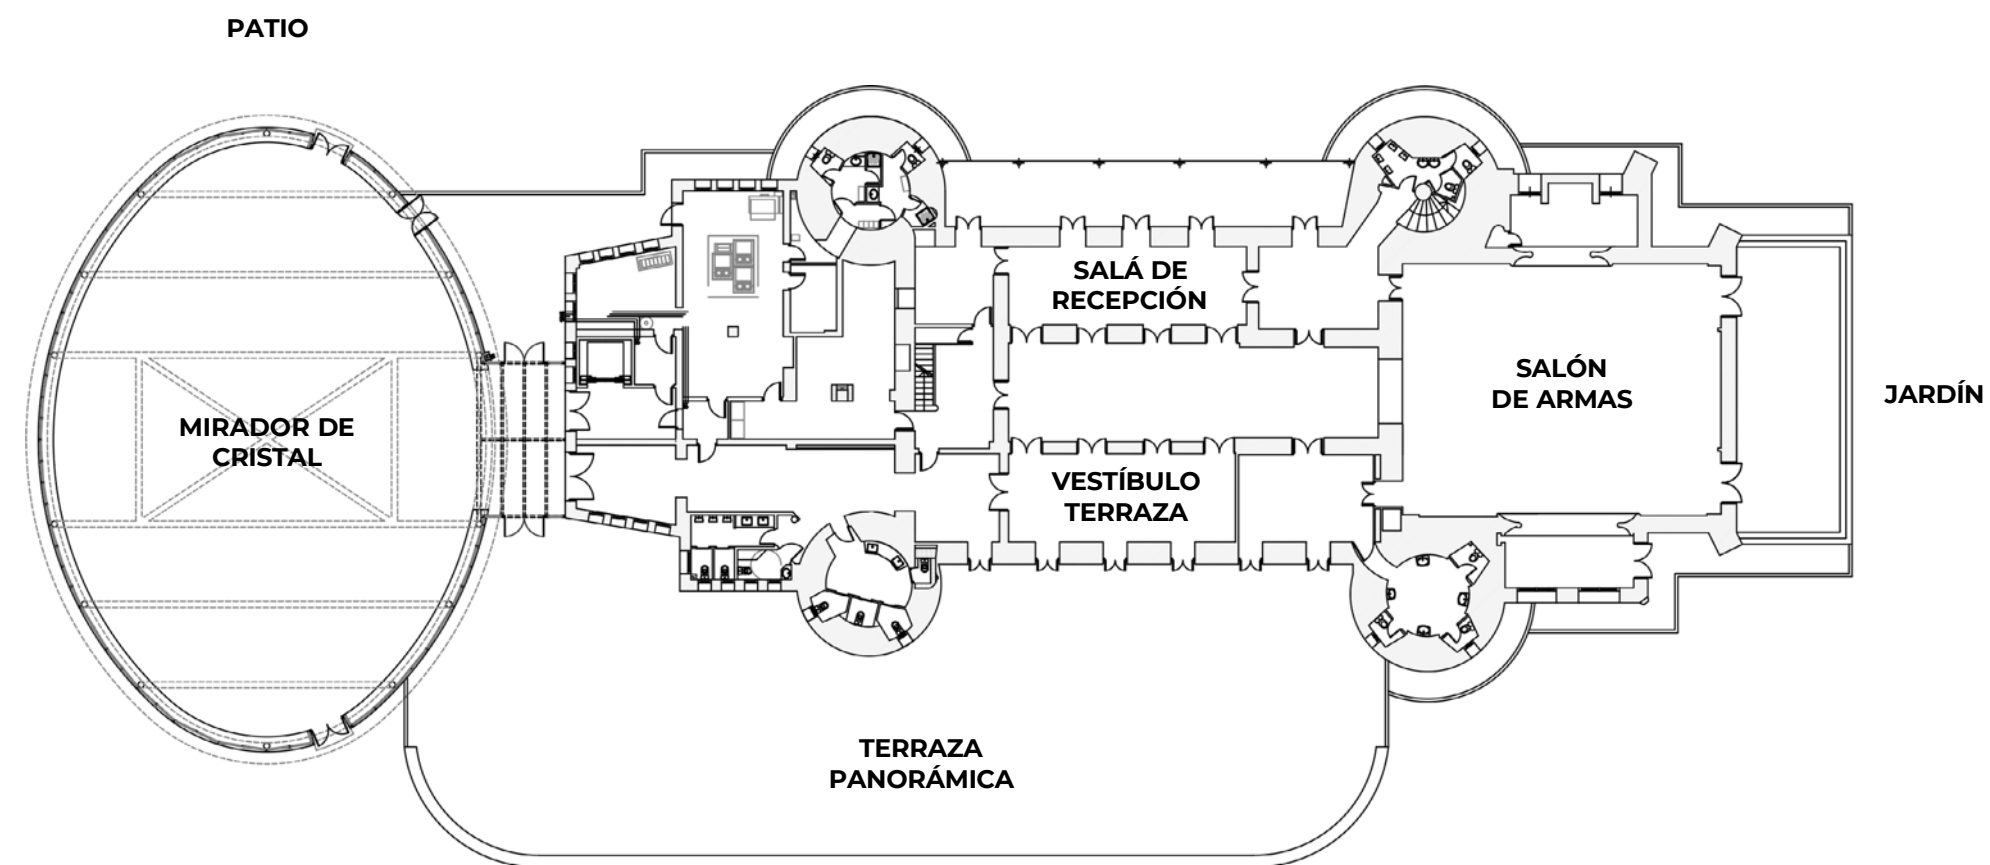 PATIO
SALÁ DE
RECEPCIÓN
SALÓN
DE ARMAS
JARDÍN
MIRADOR DE
CRISTAL
VESTÍBULO
TERRAZA
TERRAZA
PANORÁMICA